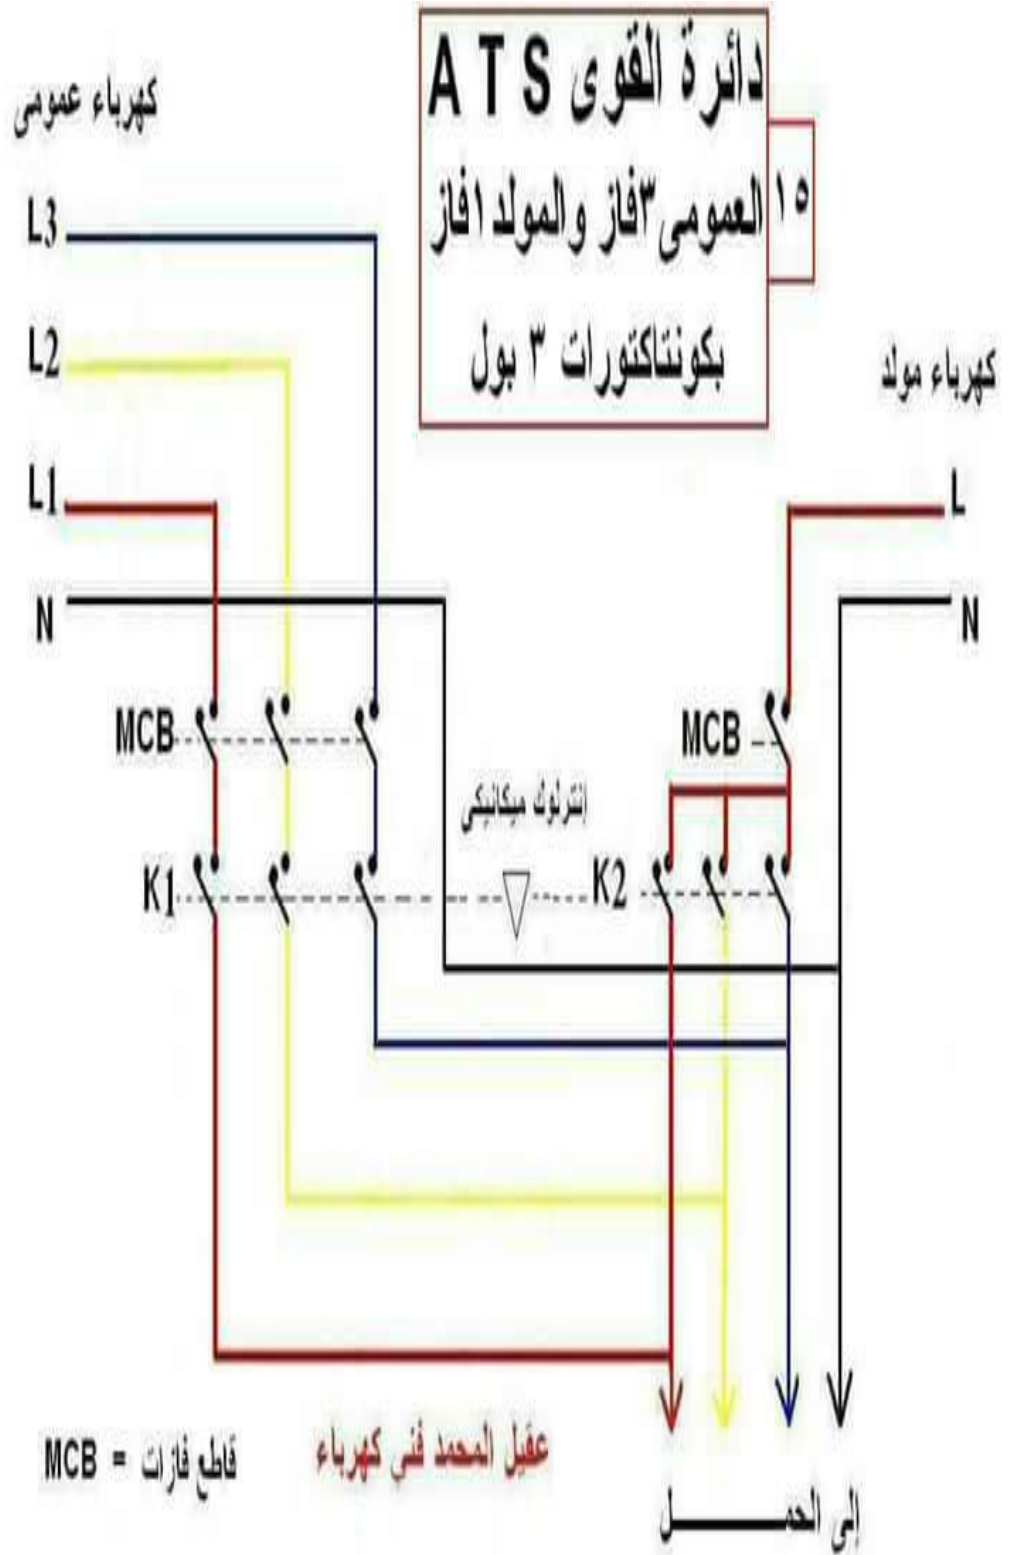 دائرة القوى A T S
العمومى ٣فاز والمولد ١فاز
بكونتاكتورات ٣ بول
١٥
كهرباء عمومى
L3
L2
L1
N
كهرباء مولد
L
N
MCB
MCB
انترلوك ميكانيكى
K1
K2
MCB = قاطع فازات
عقيل المحمد فني كهرباء
إلى الحمـــــــل